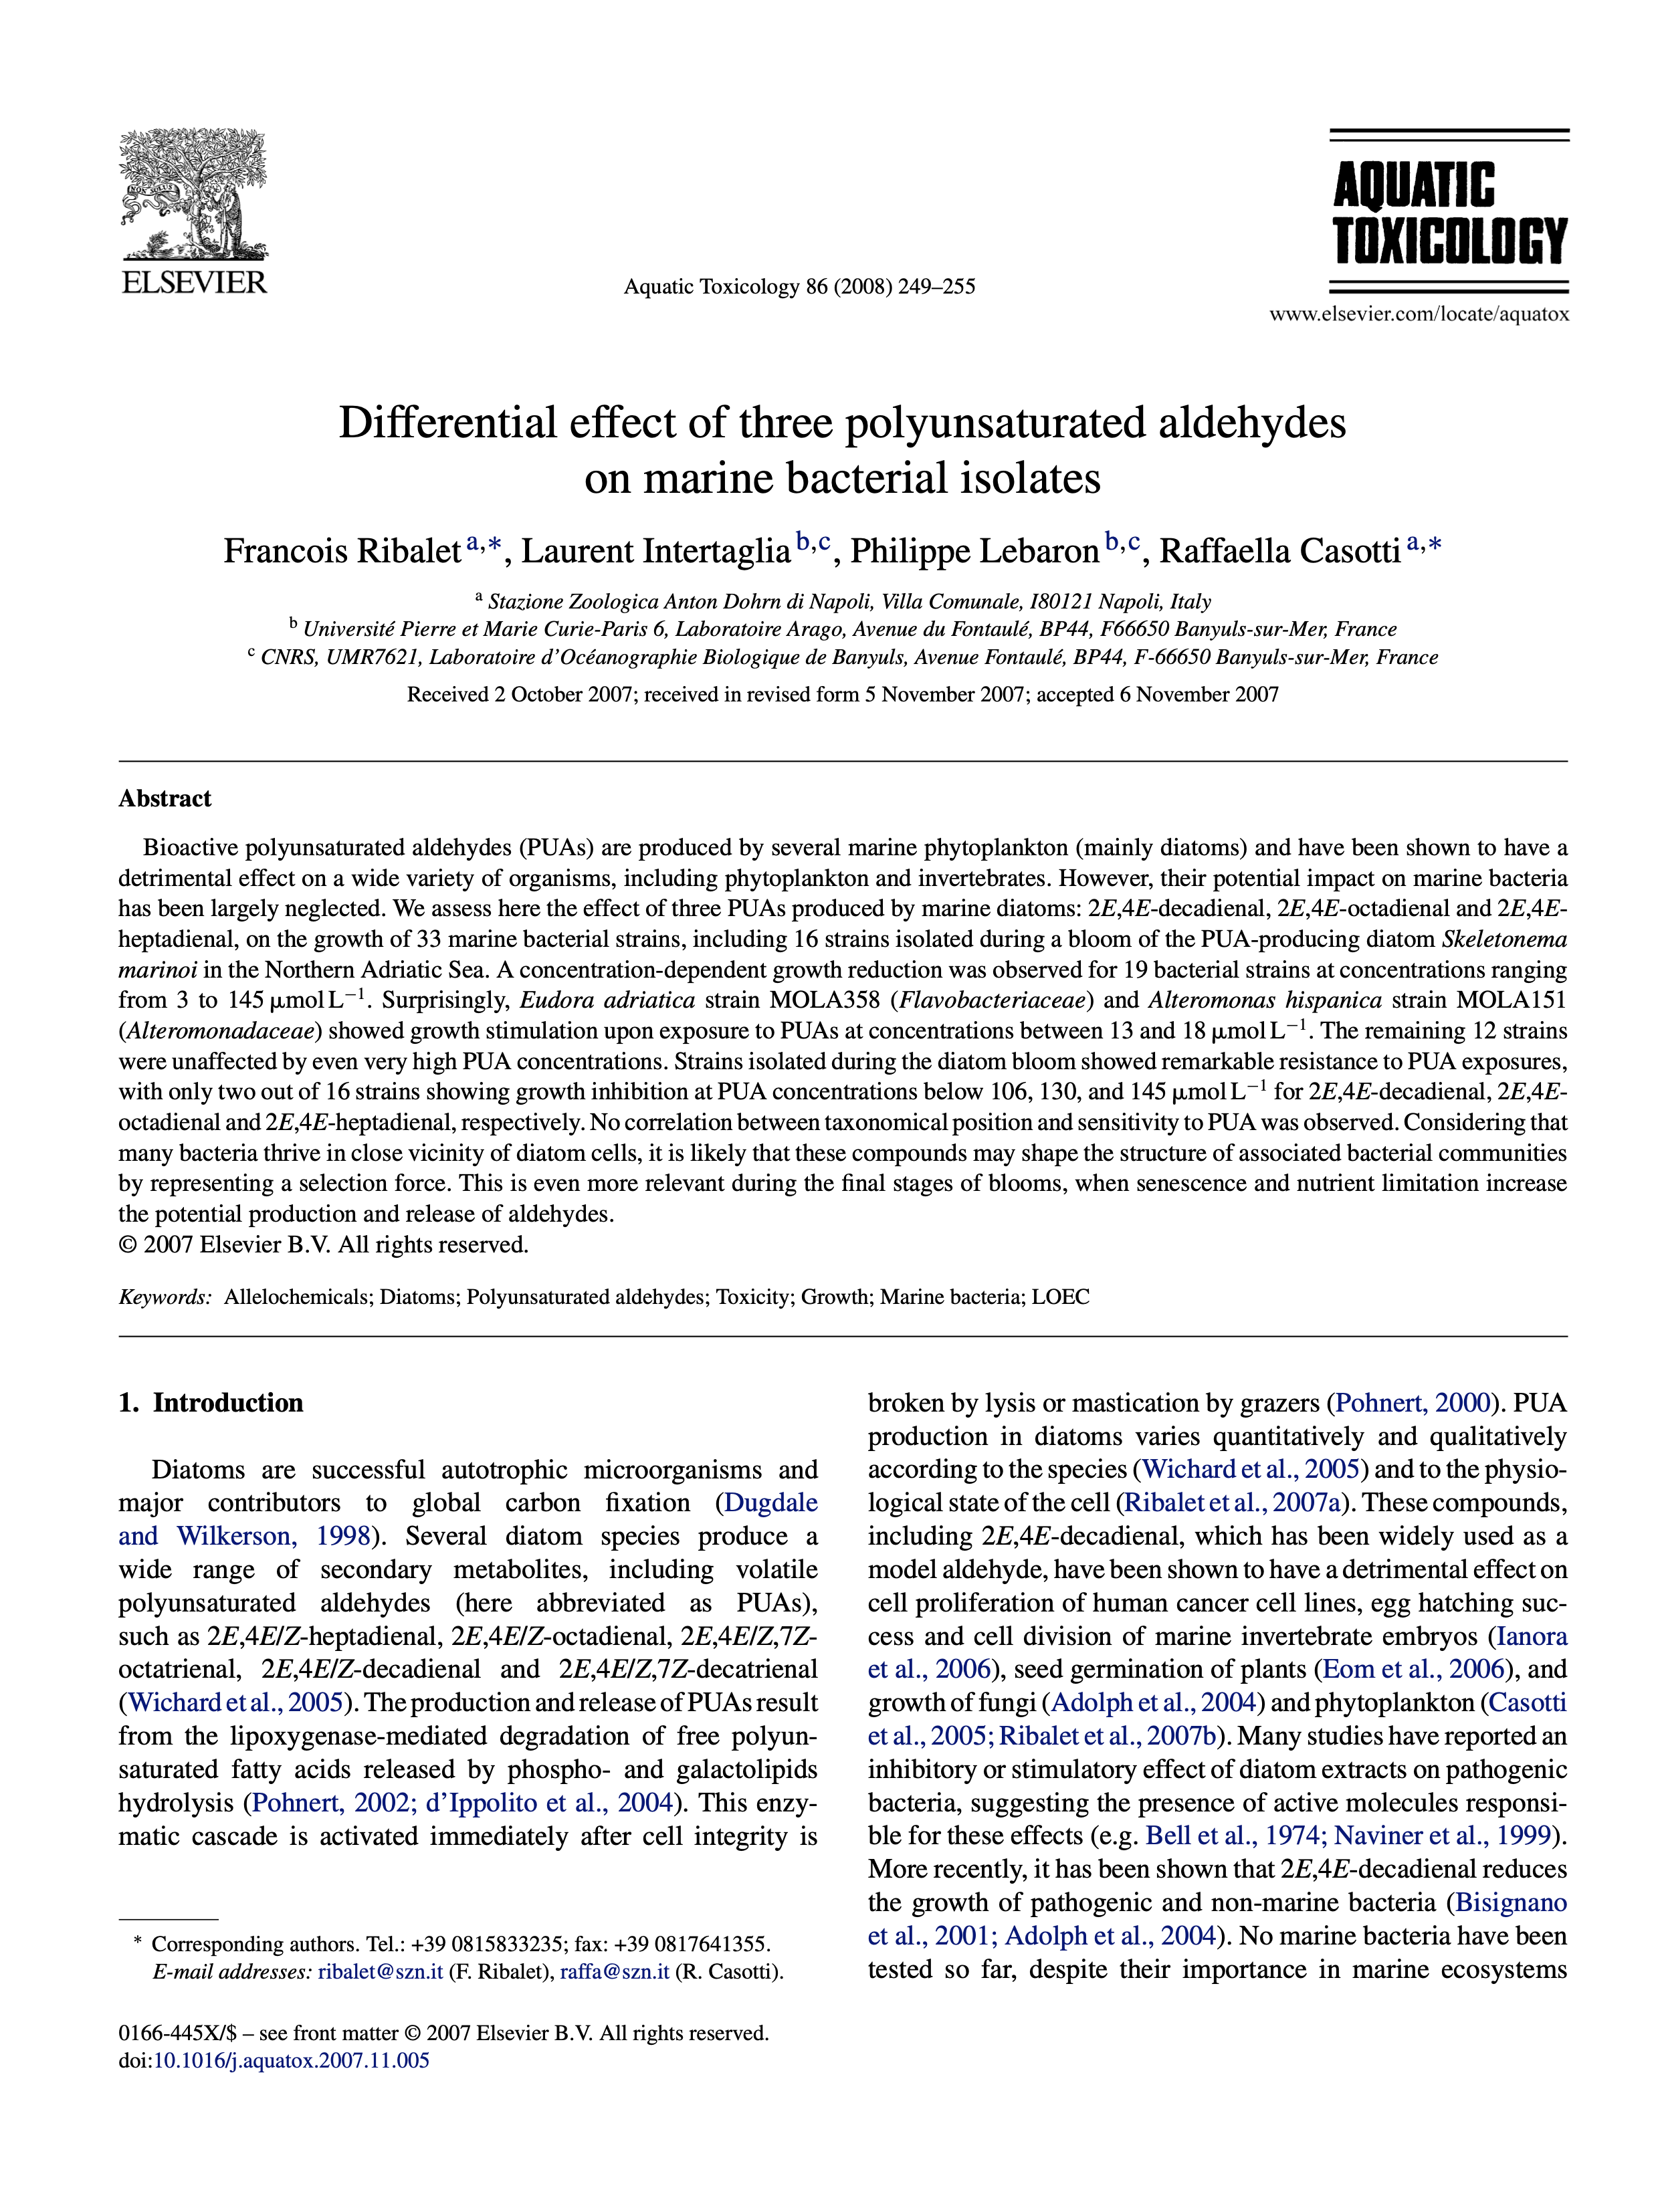 NON SOLUS
ELSEVIER
Aquatic Toxicology 86 (2008) 249–255
AQUATIC
TOXICOLOGY
www.elsevier.com/locate/aquatox
Differential effect of three polyunsaturated aldehydes
on marine bacterial isolates
Francois Ribalet a,*, Laurent Intertaglia b,c, Philippe Lebaron b,c, Raffaella Casotti a,*
a Stazione Zoologica Anton Dohrn di Napoli, Villa Comunale, I80121 Napoli, Italy
b Université Pierre et Marie Curie-Paris 6, Laboratoire Arago, Avenue du Fontaulé, BP44, F66650 Banyuls-sur-Mer, France
c CNRS, UMR7621, Laboratoire d'Océanographie Biologique de Banyuls, Avenue Fontaulé, BP44, F-66650 Banyuls-sur-Mer, France
Received 2 October 2007; received in revised form 5 November 2007; accepted 6 November 2007
Abstract
Bioactive polyunsaturated aldehydes (PUAs) are produced by several marine phytoplankton (mainly diatoms) and have been shown to have a
detrimental effect on a wide variety of organisms, including phytoplankton and invertebrates. However, their potential impact on marine bacteria
has been largely neglected. We assess here the effect of three PUAs produced by marine diatoms: 2E,4E-decadienal, 2E,4E-octadienal and 2E,4E-
heptadienal, on the growth of 33 marine bacterial strains, including 16 strains isolated during a bloom of the PUA-producing diatom Skeletonema
marinoi in the Northern Adriatic Sea. A concentration-dependent growth reduction was observed for 19 bacterial strains at concentrations ranging
from 3 to 145 μmol L−1. Surprisingly, Eudora adriatica strain MOLA358 (Flavobacteriaceae) and Alteromonas hispanica strain MOLA151
(Alteromonadaceae) showed growth stimulation upon exposure to PUAs at concentrations between 13 and 18 μmol L−1. The remaining 12 strains
were unaffected by even very high PUA concentrations. Strains isolated during the diatom bloom showed remarkable resistance to PUA exposures,
with only two out of 16 strains showing growth inhibition at PUA concentrations below 106, 130, and 145 μmol L−1 for 2E,4E-decadienal, 2E,4E-
octadienal and 2E,4E-heptadienal, respectively. No correlation between taxonomical position and sensitivity to PUA was observed. Considering that
many bacteria thrive in close vicinity of diatom cells, it is likely that these compounds may shape the structure of associated bacterial communities
by representing a selection force. This is even more relevant during the final stages of blooms, when senescence and nutrient limitation increase
the potential production and release of aldehydes.
© 2007 Elsevier B.V. All rights reserved.
Keywords: Allelochemicals; Diatoms; Polyunsaturated aldehydes; Toxicity; Growth; Marine bacteria; LOEC
1. Introduction
Diatoms are successful autotrophic microorganisms and
major contributors to global carbon fixation (Dugdale
and Wilkerson, 1998). Several diatom species produce a
wide range of secondary metabolites, including volatile
polyunsaturated aldehydes (here abbreviated as PUAs),
such as 2E,4E/Z-heptadienal, 2E,4E/Z-octadienal, 2E,4E/Z,7Z-
octatrienal, 2E,4E/Z-decadienal and 2E,4E/Z,7Z-decatrienal
(Wichard et al., 2005). The production and release of PUAs result
from the lipoxygenase-mediated degradation of free polyun-
saturated fatty acids released by phospho- and galactolipids
hydrolysis (Pohnert, 2002; d'Ippolito et al., 2004). This enzy-
matic cascade is activated immediately after cell integrity is
* Corresponding authors. Tel.: +39 0815833235; fax: +39 0817641355.
E-mail addresses: ribalet@szn.it (F. Ribalet), raffa@szn.it (R. Casotti).
broken by lysis or mastication by grazers (Pohnert, 2000). PUA
production in diatoms varies quantitatively and qualitatively
according to the species (Wichard et al., 2005) and to the physio-
logical state of the cell (Ribalet et al., 2007a). These compounds,
including 2E,4E-decadienal, which has been widely used as a
model aldehyde, have been shown to have a detrimental effect on
cell proliferation of human cancer cell lines, egg hatching suc-
cess and cell division of marine invertebrate embryos (Ianora
et al., 2006), seed germination of plants (Eom et al., 2006), and
growth of fungi (Adolph et al., 2004) and phytoplankton (Casotti
et al., 2005; Ribalet et al., 2007b). Many studies have reported an
inhibitory or stimulatory effect of diatom extracts on pathogenic
bacteria, suggesting the presence of active molecules responsi-
ble for these effects (e.g. Bell et al., 1974; Naviner et al., 1999).
More recently, it has been shown that 2E,4E-decadienal reduces
the growth of pathogenic and non-marine bacteria (Bisignano
et al., 2001; Adolph et al., 2004). No marine bacteria have been
tested so far, despite their importance in marine ecosystems
0166-445X/$ – see front matter © 2007 Elsevier B.V. All rights reserved.
doi:10.1016/j.aquatox.2007.11.005